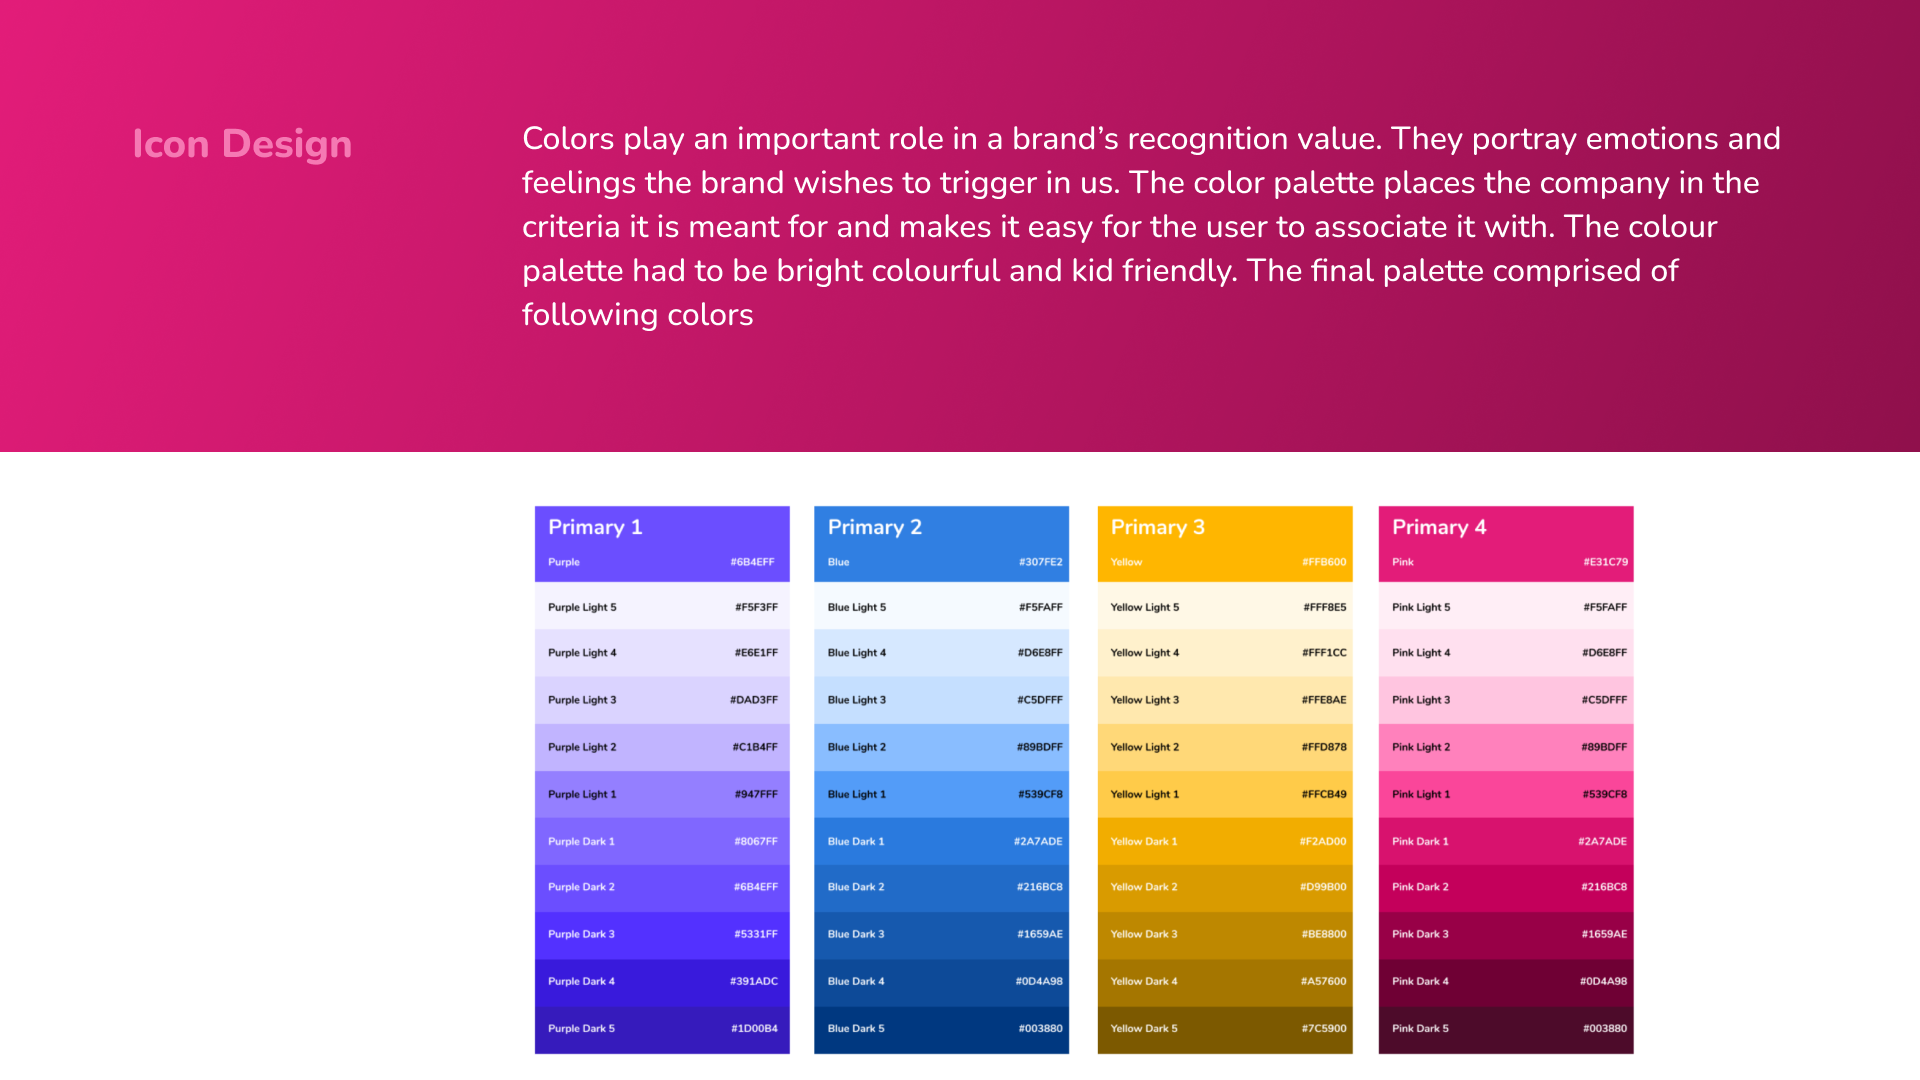 Icon Design
Colors play an important role in a brand’s recognition value. They portray emotions and
feelings the brand wishes to trigger in us. The color palette places the company in the
criteria it is meant for and makes it easy for the user to associate it with. The colour
palette had to be bright colourful and kid friendly. The final palette comprised of
following colors
Primary 1
Purple #6B4EFF
Purple Light 5 #F5F3FF
Purple Light 4 #E6E1FF
Purple Light 3 #DAD3FF
Purple Light 2 #C1B4FF
Purple Light 1 #947FFF
Purple Dark 1 #8067FF
Purple Dark 2 #6B4EFF
Purple Dark 3 #5331FF
Purple Dark 4 #391ADC
Purple Dark 5 #1D00B4
Primary 2
Blue #307FE2
Blue Light 5 #F5FAFF
Blue Light 4 #D6E8FF
Blue Light 3 #C5DFFF
Blue Light 2 #89BDFF
Blue Light 1 #539CF8
Blue Dark 1 #2A7ADE
Blue Dark 2 #216BC8
Blue Dark 3 #1659AE
Blue Dark 4 #0D4A98
Blue Dark 5 #003880
Primary 3
Yellow #FFB600
Yellow Light 5 #FFF8E5
Yellow Light 4 #FFF1CC
Yellow Light 3 #FFE8AE
Yellow Light 2 #FFD878
Yellow Light 1 #FFCB49
Yellow Dark 1 #F2AD00
Yellow Dark 2 #D99B00
Yellow Dark 3 #BE8800
Yellow Dark 4 #A57600
Yellow Dark 5 #7C5900
Primary 4
Pink #E31C79
Pink Light 5 #F5FAFF
Pink Light 4 #D6E8FF
Pink Light 3 #C5DFFF
Pink Light 2 #89BDFF
Pink Light 1 #539CF8
Pink Dark 1 #2A7ADE
Pink Dark 2 #216BC8
Pink Dark 3 #1659AE
Pink Dark 4 #0D4A98
Pink Dark 5 #003880